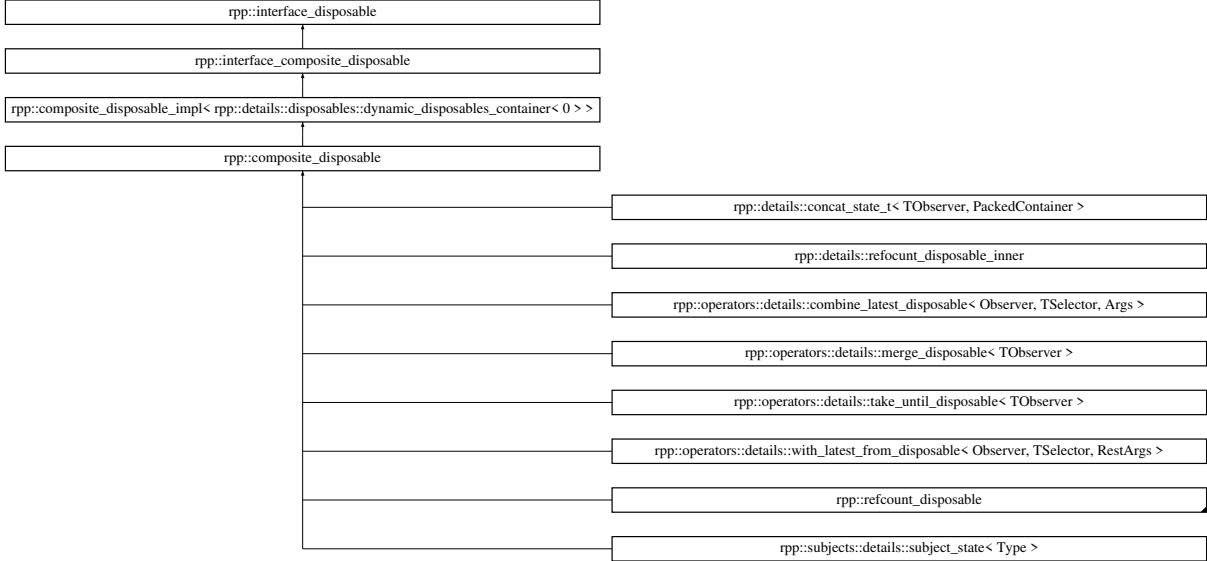 rpp::interface_disposable
rpp::interface_composite_disposable
rpp::composite_disposable_impl< rpp::details::disposables::dynamic_disposables_container< 0 > >
rpp::composite_disposable
rpp::details::concat_state_t< TObserver, PackedContainer >
rpp::details::refocunt_disposable_inner
rpp::operators::details::combine_latest_disposable< Observer, TSelector, Args >
rpp::operators::details::merge_disposable< TObserver >
rpp::operators::details::take_until_disposable< TObserver >
rpp::operators::details::with_latest_from_disposable< Observer, TSelector, RestArgs >
rpp::refcount_disposable
rpp::subjects::details::subject_state< Type >